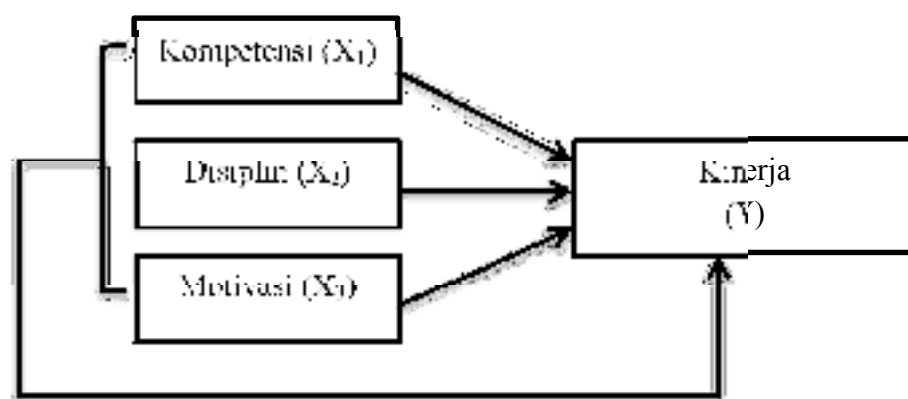 Kompetensi (X₁)
Disiplin (X₂)
Motivasi (X₃)
Kinerja
(Y)